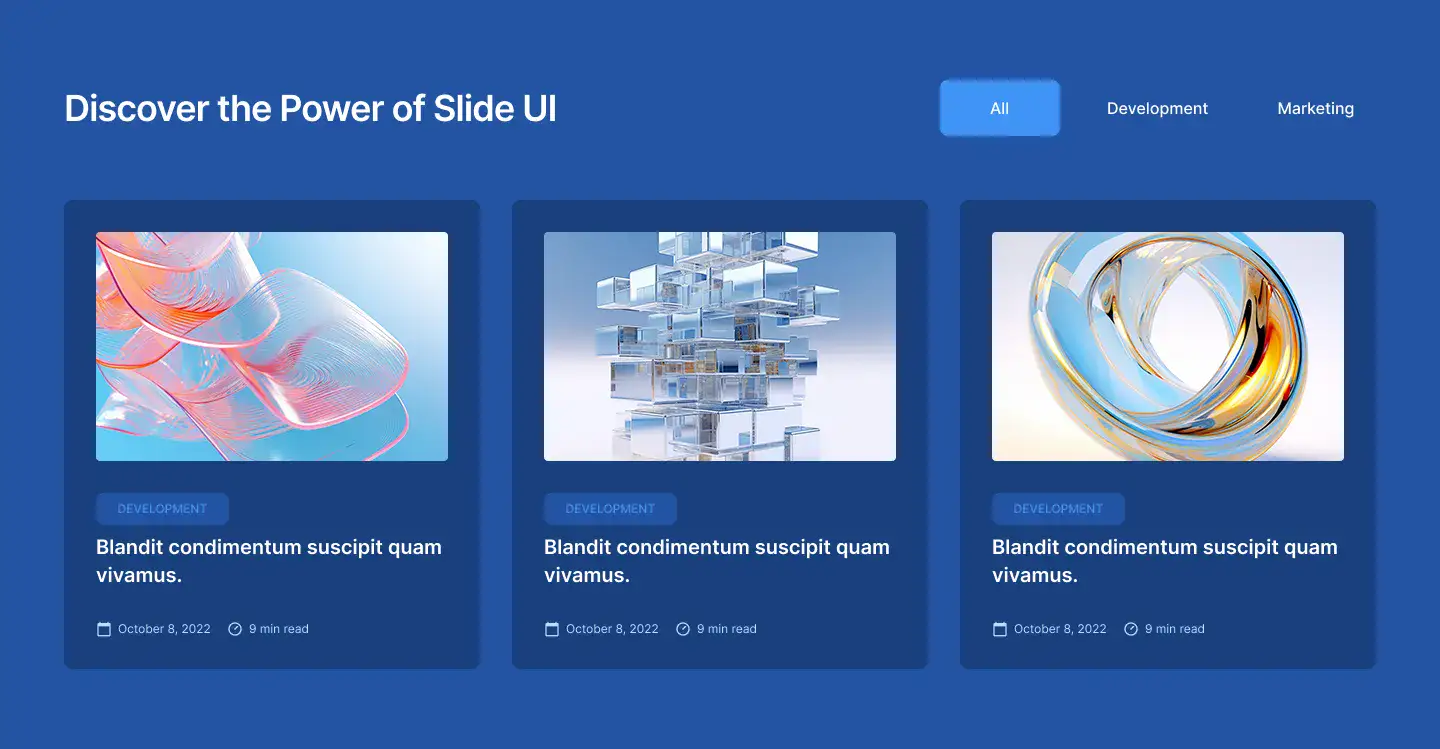 Discover the Power of Slide UI
All
Development
Marketing
DEVELOPMENT
Blandit condimentum suscipit quam
vivamus.
October 8, 2022
9 min read
DEVELOPMENT
Blandit condimentum suscipit quam
vivamus.
October 8, 2022
9 min read
DEVELOPMENT
Blandit condimentum suscipit quam
vivamus.
October 8, 2022
9 min read